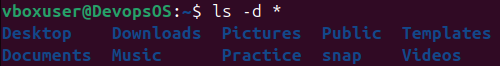 vboxuser@DevopsOS:~$ ls -d *
Desktop Downloads Pictures Public Templates
Documents Music Practice snap Videos